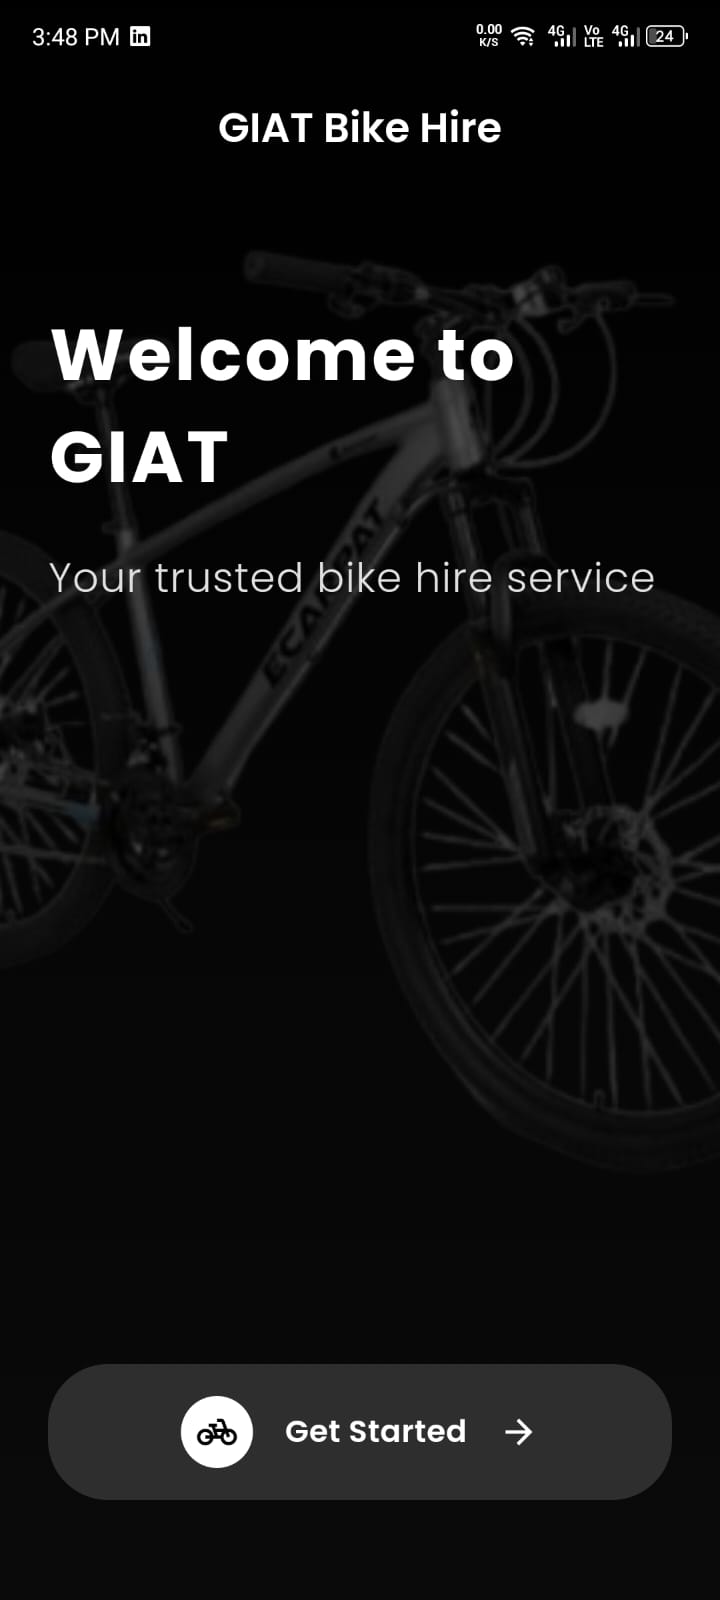 3:48 PM in 0.00 K/S 4G Vo LTE 4G 24
GIAT Bike Hire
Welcome to
GIAT
Your trusted bike hire service
Get Started